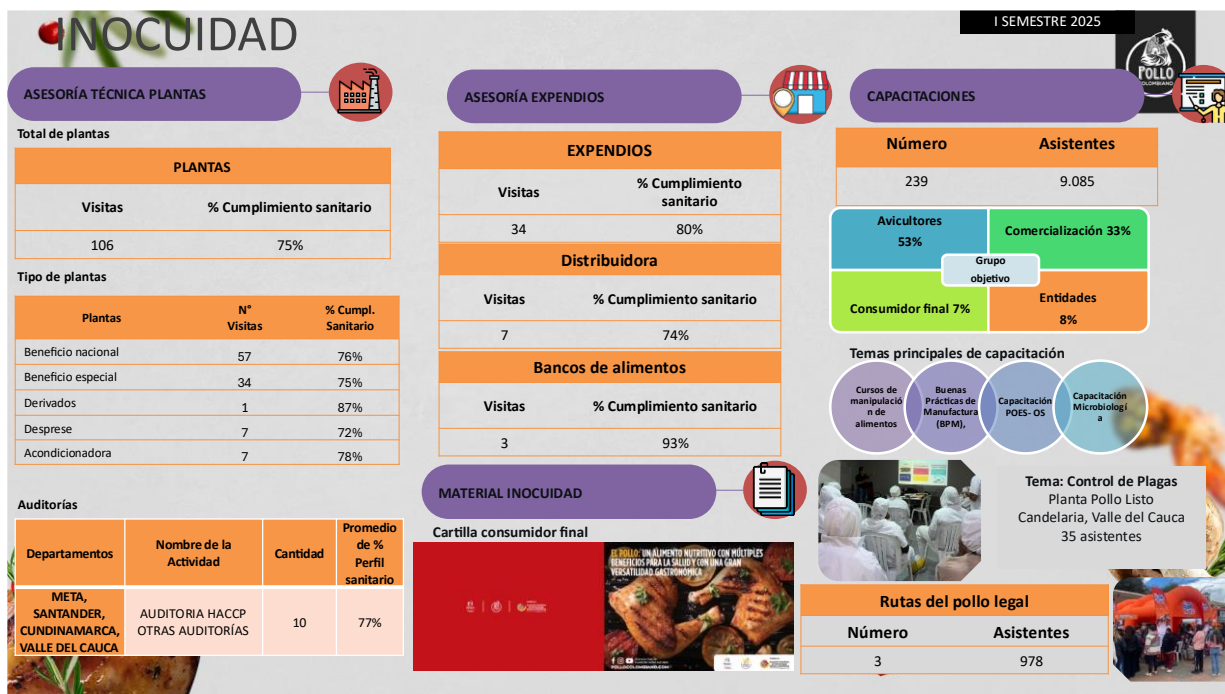 INOCUIDAD
I SEMESTRE 2025
POLLO
COLOMBIANO
ASESORÍA TÉCNICA PLANTAS
Total de plantas
PLANTAS
Visitas % Cumplimiento sanitario
106 75%
Tipo de plantas
Plantas N° Visitas % Cumpl. Sanitario
Beneficio nacional 57 76%
Beneficio especial 34 75%
Derivados 1 87%
Desprese 7 72%
Acondicionadora 7 78%
Auditorías
Departamentos Nombre de la Actividad Cantidad Promedio de % Perfil sanitario
META, SANTANDER, CUNDINAMARCA, VALLE DEL CAUCA AUDITORIA HACCP OTRAS AUDITORÍAS 10 77%
ASESORÍA EXPENDIOS
EXPENDIOS
Visitas % Cumplimiento sanitario
34 80%
Distribuidora
Visitas % Cumplimiento sanitario
7 74%
Bancos de alimentos
Visitas % Cumplimiento sanitario
3 93%
MATERIAL INOCUIDAD
Cartilla consumidor final
EL POLLO: UN ALIMENTO NUTRITIVO CON MÚLTIPLES
BENEFICIOS PARA LA SALUD Y CON UNA GRAN
VERSATILIDAD GASTRONÓMICA
POLLOCOLOMBIANO.COM
CAPACITACIONES
Número Asistentes
239 9.085
Avicultores
53%
Comercialización 33%
Grupo
objetivo
Consumidor final 7%
Entidades
8%
Temas principales de capacitación
Cursos de
manipulació
n de
alimentos
Buenas
Prácticas de
Manufactura
(BPM),
Capacitación
POES- OS
Capacitación
Microbiologí
a
Tema: Control de Plagas
Planta Pollo Listo
Candelaria, Valle del Cauca
35 asistentes
Rutas del pollo legal
Número Asistentes
3 978